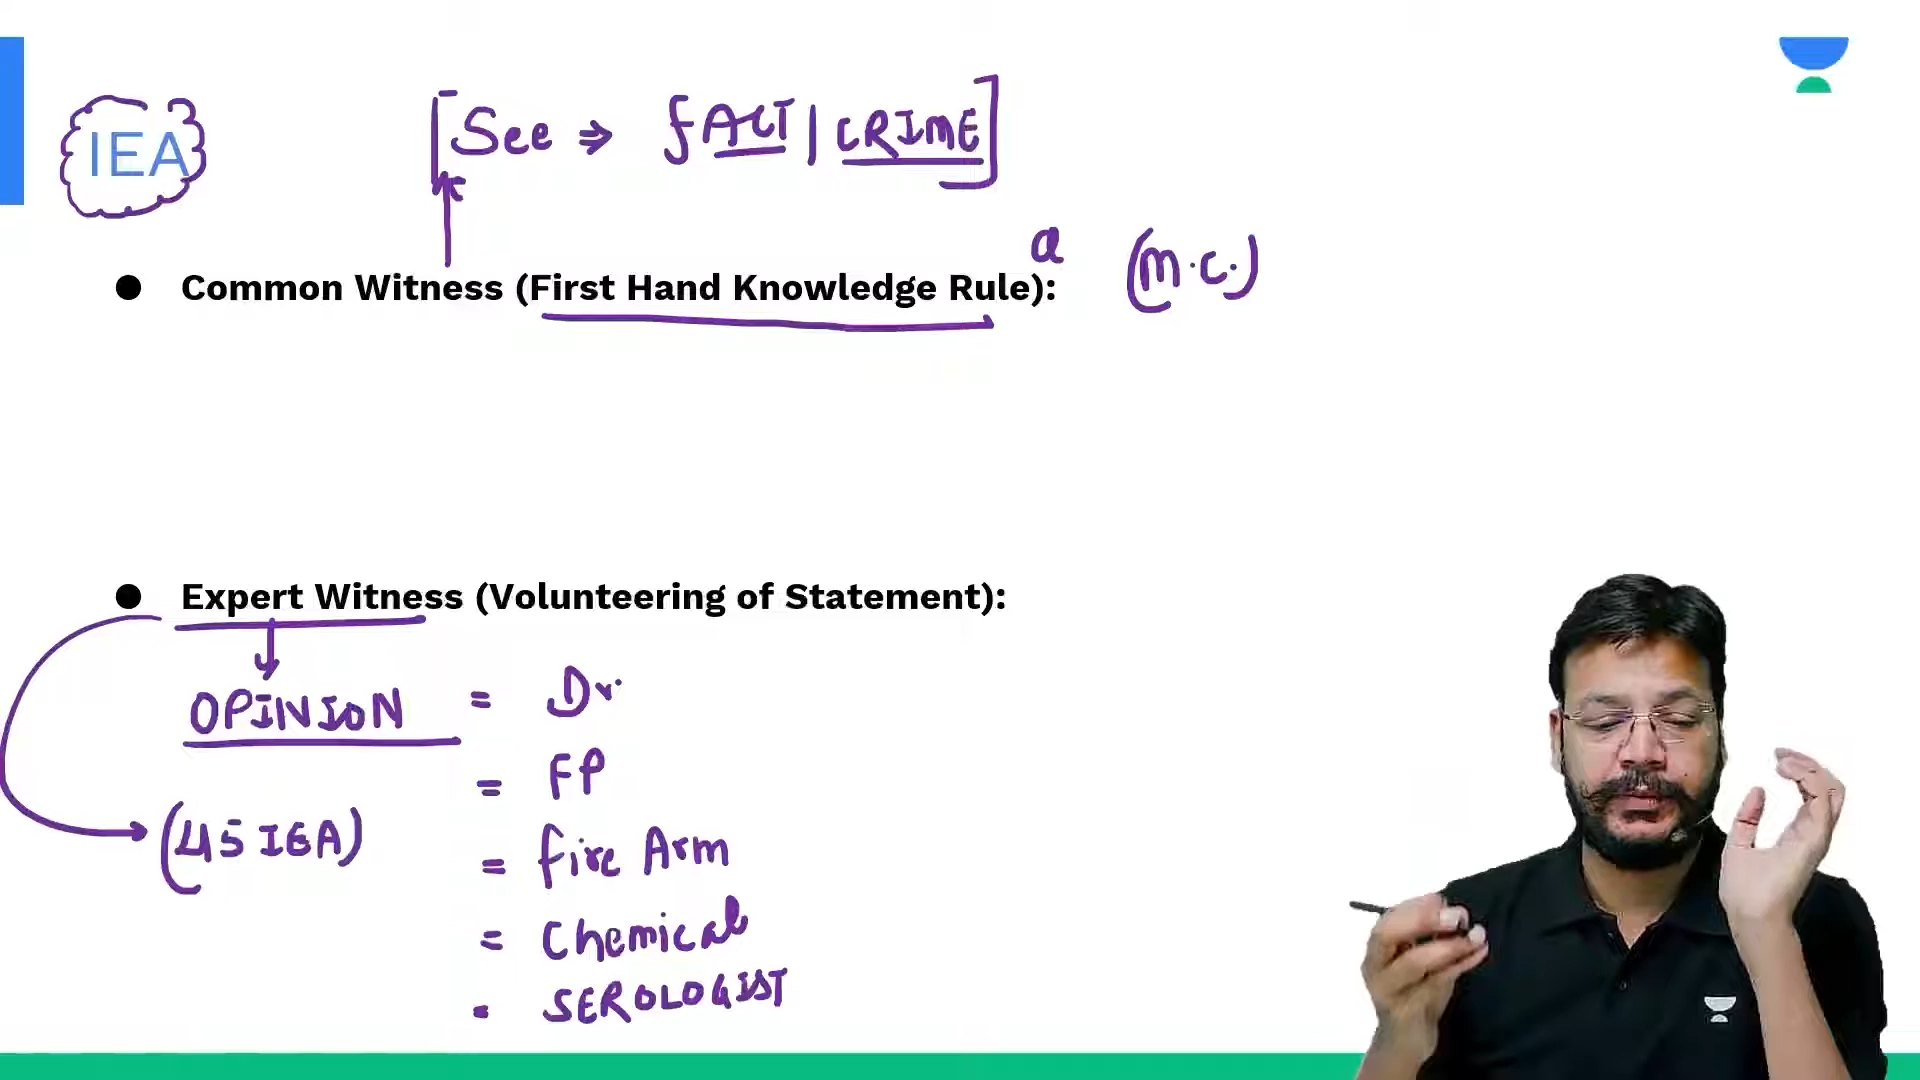 IEA
[See ⇒ fACT | CRIME]
a
(M.C.)
● Common Witness (First Hand Knowledge Rule):
● Expert Witness (Volunteering of Statement):
OPINION = Dr.
= FP
(45 IEA)
= fire Arm
= Chemical
= SEROLOGIST